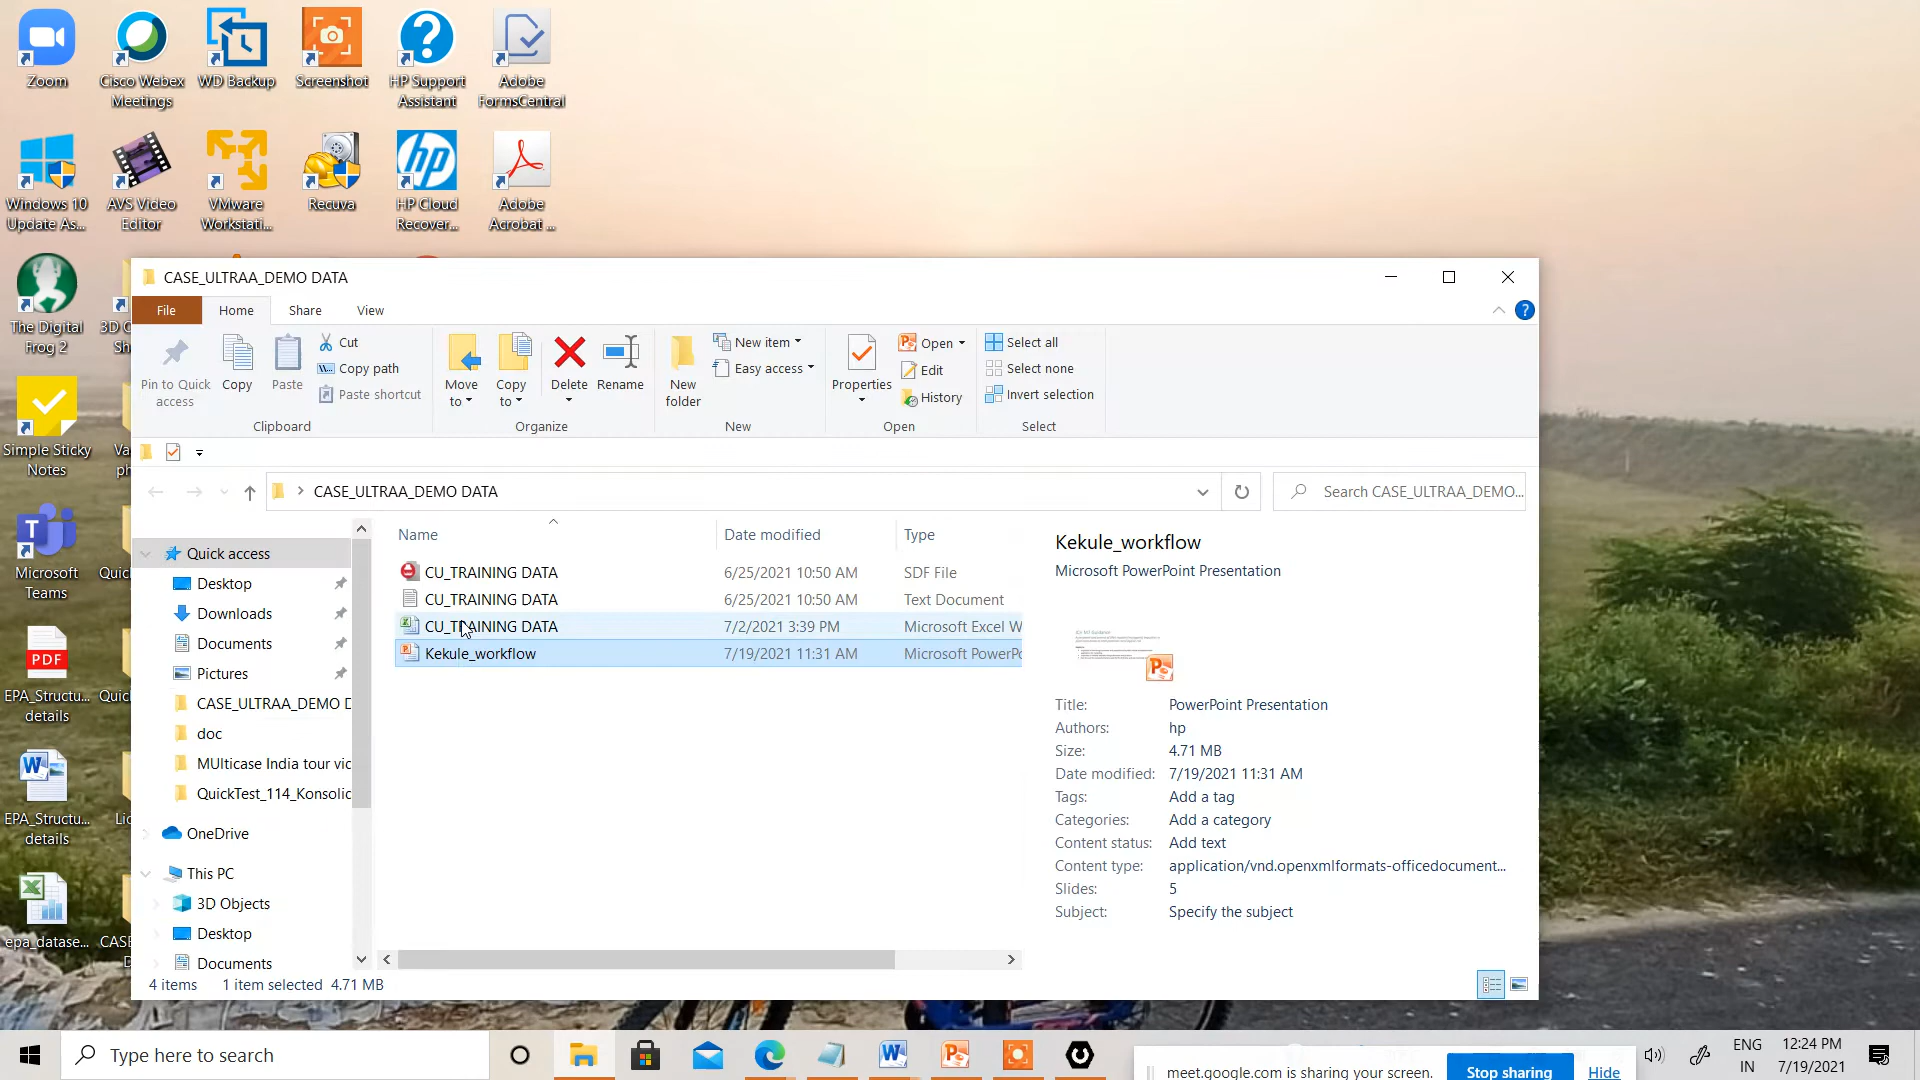 Zoom
Cisco Webex
Meetings
WD Backup
Screenshot
HP Support
Assistant
Adobe
FormsCentral
Windows 10
Update As...
AVS Video
Editor
VMware
Workstati...
Recuva
HP Cloud
Recover...
Adobe
Acrobat ...
The Digital
Frog 2
Simple Sticky
Notes
Microsoft
Teams
EPA_Structu...
details
EPA_Structu...
details
epa_datase...
CASE_ULTRAA_DEMO DATA
File
Home
Share
View
Pin to Quick
access
Copy
Paste
Cut
Copy path
Paste shortcut
Clipboard
Move
to
Copy
to
Delete
Rename
Organize
New
folder
New item
Easy access
New
Properties
Open
Edit
History
Open
Select all
Select none
Invert selection
Select
CASE_ULTRAA_DEMO DATA
Search CASE_ULTRAA_DEMO...
Quick access
Desktop
Downloads
Documents
Pictures
CASE_ULTRAA_DEMO D
doc
MUlticase India tour vic
QuickTest_114_Konsolic
OneDrive
This PC
3D Objects
Desktop
Documents
Name Date modified Type
CU_TRAINING DATA 6/25/2021 10:50 AM SDF File
CU_TRAINING DATA 6/25/2021 10:50 AM Text Document
CU_TRAINING DATA 7/2/2021 3:39 PM Microsoft Excel W
Kekule_workflow 7/19/2021 11:31 AM Microsoft PowerPo
Kekule_workflow
Microsoft PowerPoint Presentation
Title: PowerPoint Presentation
Authors: hp
Size: 4.71 MB
Date modified: 7/19/2021 11:31 AM
Tags: Add a tag
Categories: Add a category
Content status: Add text
Content type: application/vnd.openxmlformats-officedocument...
Slides: 5
Subject: Specify the subject
4 items 1 item selected 4.71 MB
Type here to search
meet.google.com is sharing your screen.
Stop sharing
Hide
ENG
IN
12:24 PM
7/19/2021